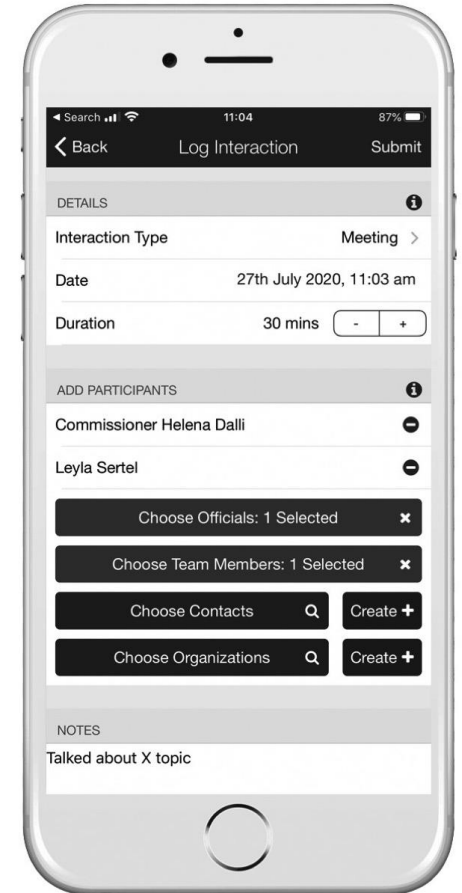 Search 11:04 87%
Back Log Interaction Submit
DETAILS
Interaction Type Meeting
Date 27th July 2020, 11:03 am
Duration 30 mins - +
ADD PARTICIPANTS
Commissioner Helena Dalli
Leyla Sertel
Choose Officials: 1 Selected
Choose Team Members: 1 Selected
Choose Contacts Create +
Choose Organizations Create +
NOTES
Talked about X topic